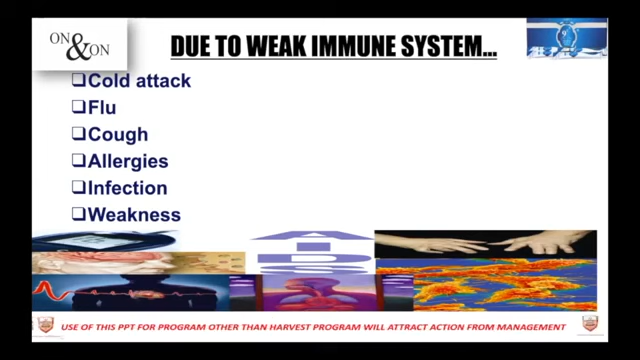 ON & ON
DUE TO WEAK IMMUNE SYSTEM...
Cold attack
Flu
Cough
Allergies
Infection
Weakness
AIDS
USE OF THIS PPT FOR PROGRAM OTHER THAN HARVEST PROGRAM WILL ATTRACT ACTION FROM MANAGEMENT